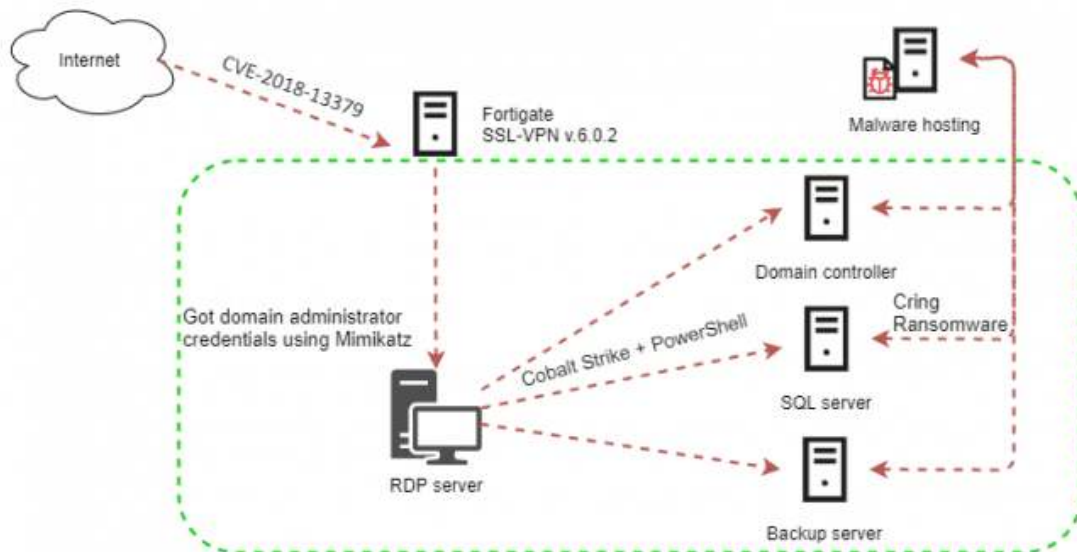 Internet
CVE-2018-13379
Fortigate
SSL-VPN v.6.0.2
Malware hosting
Domain controller
Got domain administrator
credentials using Mimikatz
Cobalt Strike + PowerShell
Cring
Ransomware
SQL server
RDP server
Backup server